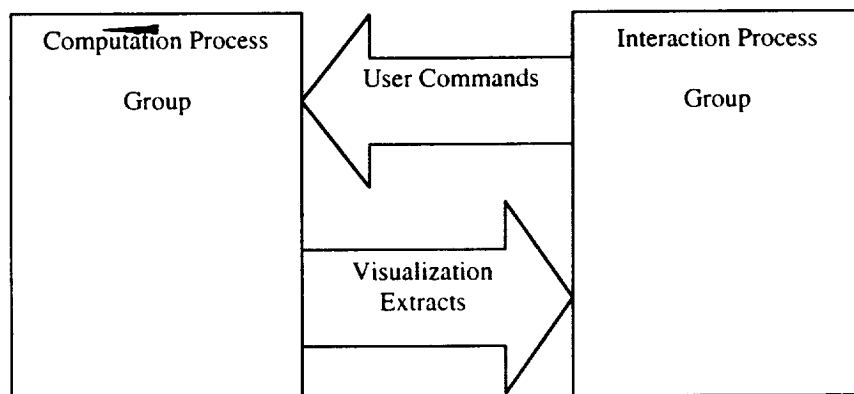 Computation Process
Group
User Commands
Visualization
Extracts
Interaction Process
Group